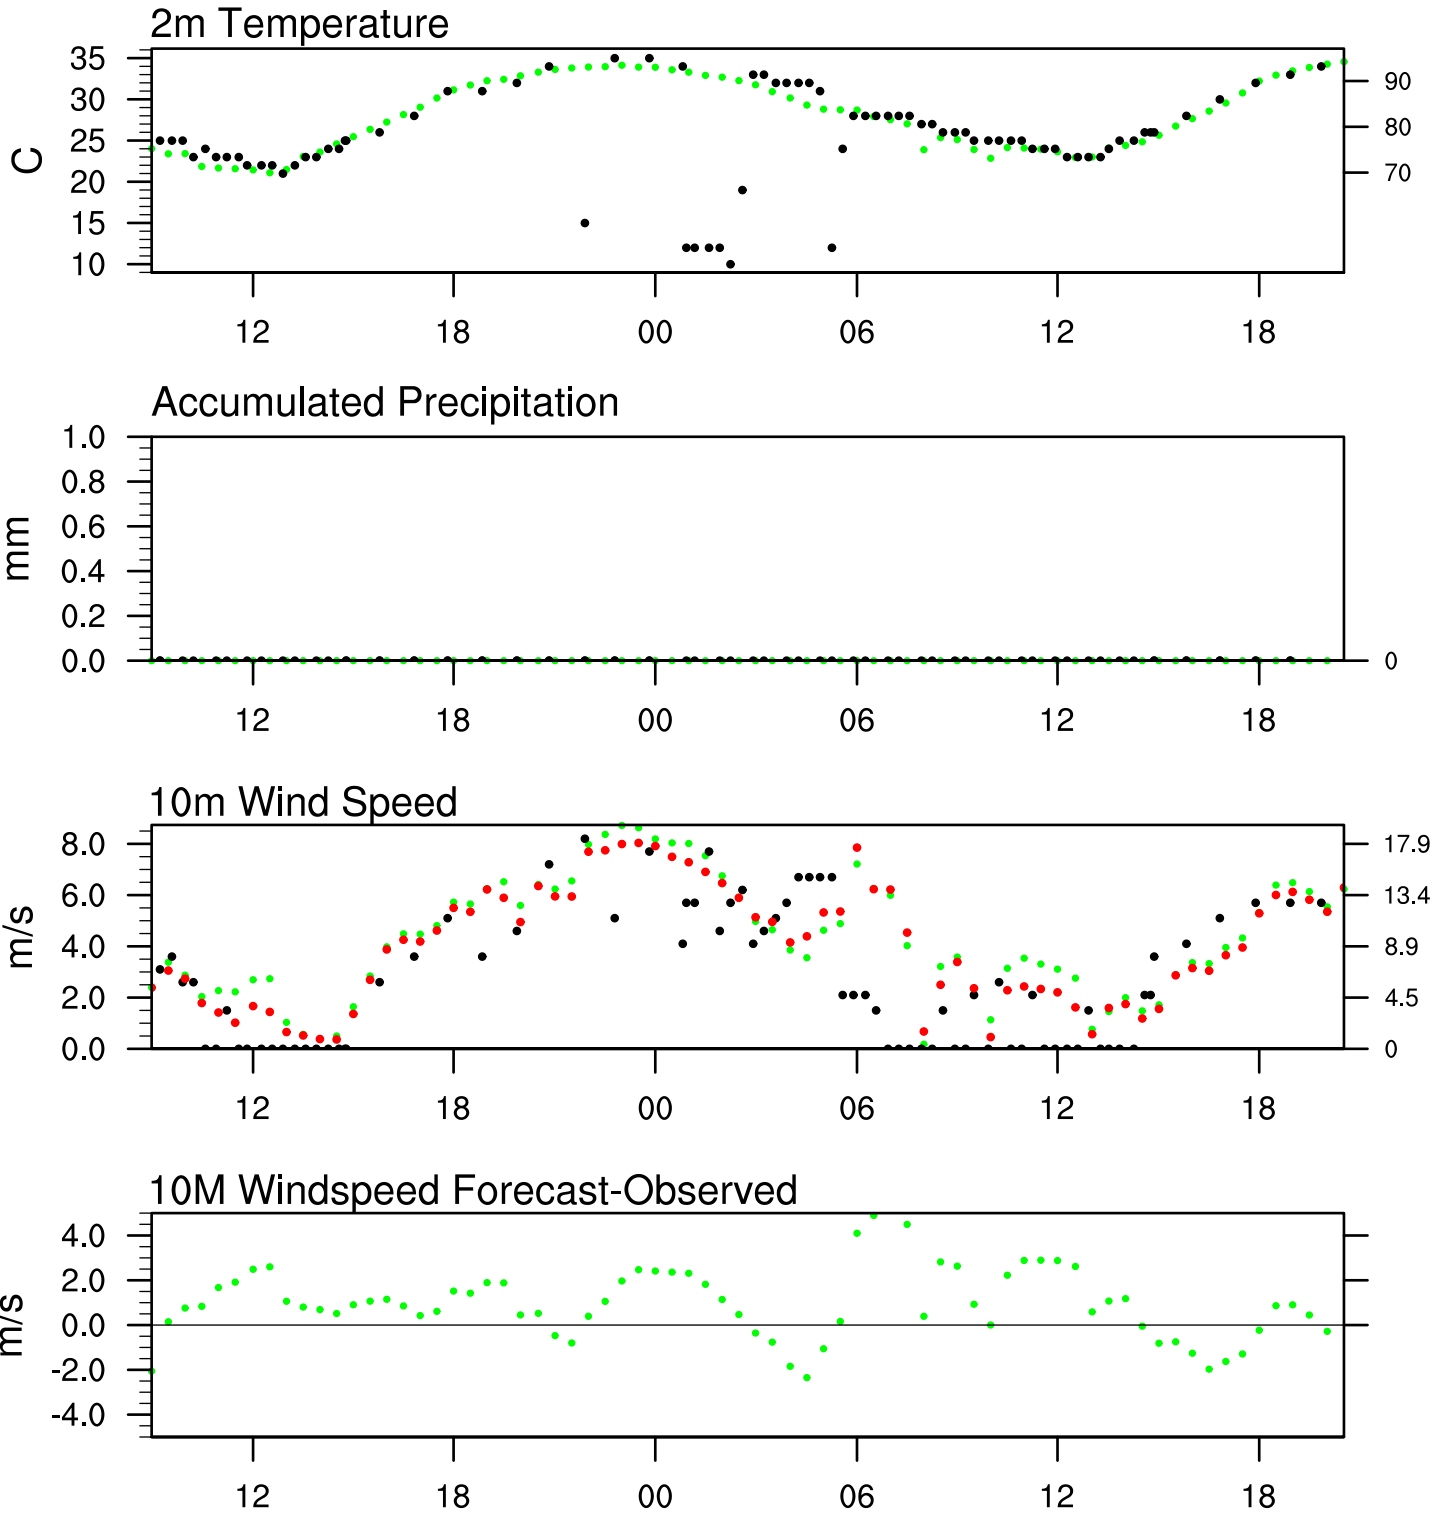 2m Temperature
35
30
25
20
15
10
C
90
80
70
12 18 00 06 12 18
Accumulated Precipitation
1.0
0.8
0.6
0.4
0.2
0.0
mm
0
12 18 00 06 12 18
10m Wind Speed
8.0
6.0
4.0
2.0
0.0
m/s
17.9
13.4
8.9
4.5
0
12 18 00 06 12 18
10M Windspeed Forecast-Observed
4.0
2.0
0.0
-2.0
-4.0
m/s
12 18 00 06 12 18